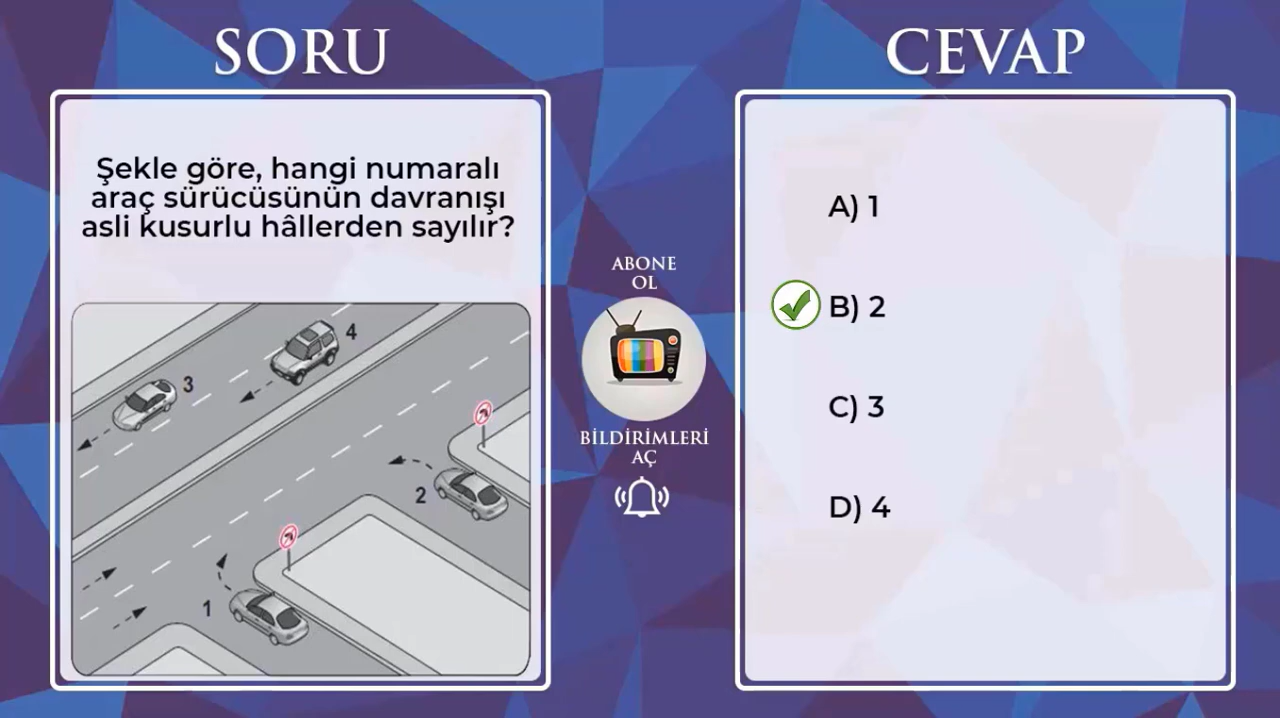 SORU
Şekle göre, hangi numaralı
araç sürücüsünün davranışı
asli kusurlu hâllerden sayılır?
4
3
2
1
ABONE
OL
BİLDİRİMLERİ
AÇ
CEVAP
A) 1
B) 2
C) 3
D) 4